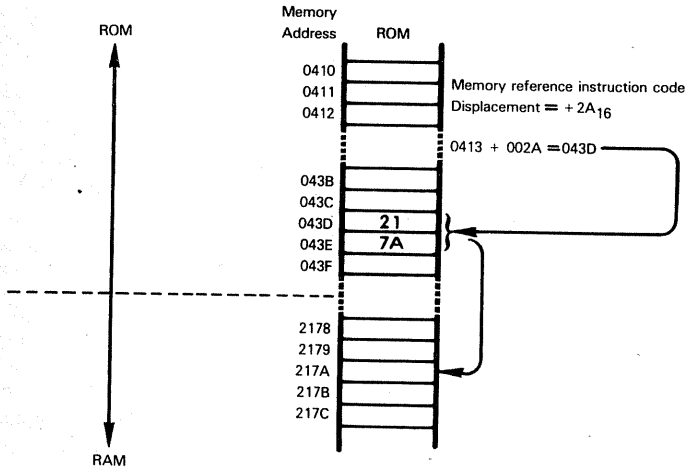 Memory
ROM Address ROM
0410
0411 Memory reference instruction code
0412 Displacement = + 2A16
0413 + 002A = 043D
043B
043C
043D 21
043E 7A
043F
2178
2179
217A
217B
217C
RAM